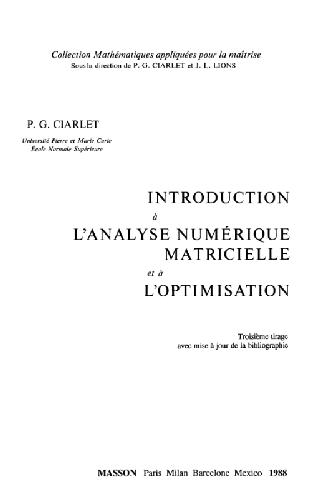 Collection Mathématiques appliquées pour la maîtrise
Sous la direction de P. G. CIARLET et J. L. LIONS
P. G. CIARLET
Université Pierre et Marie Curie
École Normale Supérieure
INTRODUCTION
à
L'ANALYSE NUMÉRIQUE
MATRICIELLE
et à
L'OPTIMISATION
Troisième tirage
avec mise à jour de la bibliographie
MASSON Paris Milan Barcelone Mexico 1988